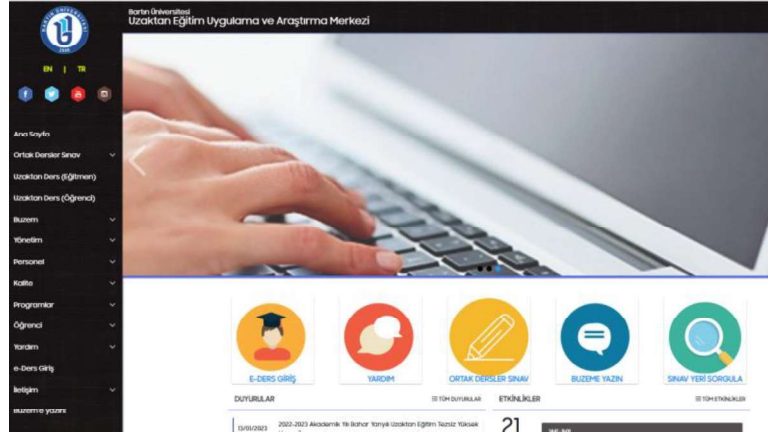 Bartın Üniversitesi
Uzaktan Eğitim Uygulama ve Araştırma Merkezi
EN | TR
Ana Sayfa
Ortak Dersler Sınav
Uzaktan Ders (Eğitmen)
Uzaktan Ders (Öğrenci)
Buzem
Yönetim
Personel
Kalite
Programlar
Öğrenci
Yardım
e-Ders Giriş
İletişim
Buzem'e yazın!
E-DERS GİRİŞ
YARDIM
ORTAK DERSLER SINAV
BUZEME YAZIN
SINAV YERİ SORGULA
DUYURULAR
TÜM DUYURULAR
ETKİNLİKLER
TÜM ETKİNLİKLER
13/01/2023
2022-2023 Akademik Yılı Bahar Yarıyılı Uzaktan Eğitim Tezsiz Yüksek
21